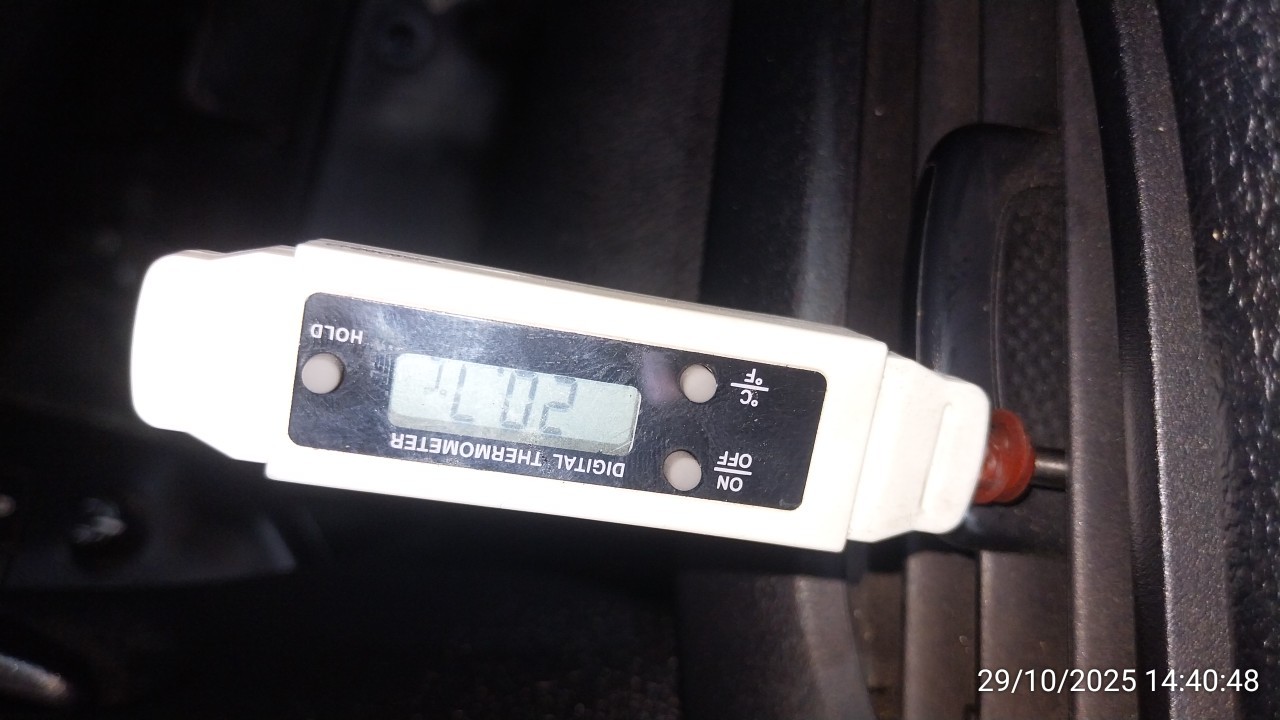 DIGITAL THERMOMETER
ON
OFF
20.7
°C
°F
HOLD
29/10/2025 14:40:48